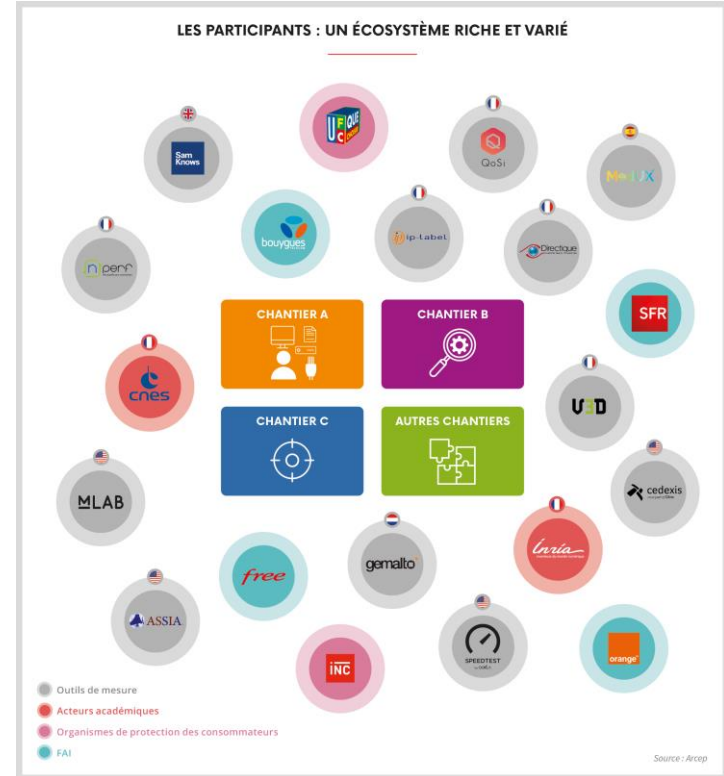 LES PARTICIPANTS : UN ÉCOSYSTÈME RICHE ET VARIÉ
Sam
Knows
UFC QUE
CHOISIR
QoSi
MedUX
nperf
bouygues
ip-label
Directique
SFR
CHANTIER A
CHANTIER B
cnes
V3D
CHANTIER C
AUTRES CHANTIERS
MLAB
cedexis
free
gemalto
Inria
ASSIA
INC
SPEEDTEST
orange
Outils de mesure
Acteurs académiques
Organismes de protection des consommateurs
FAI
Source : Arcep